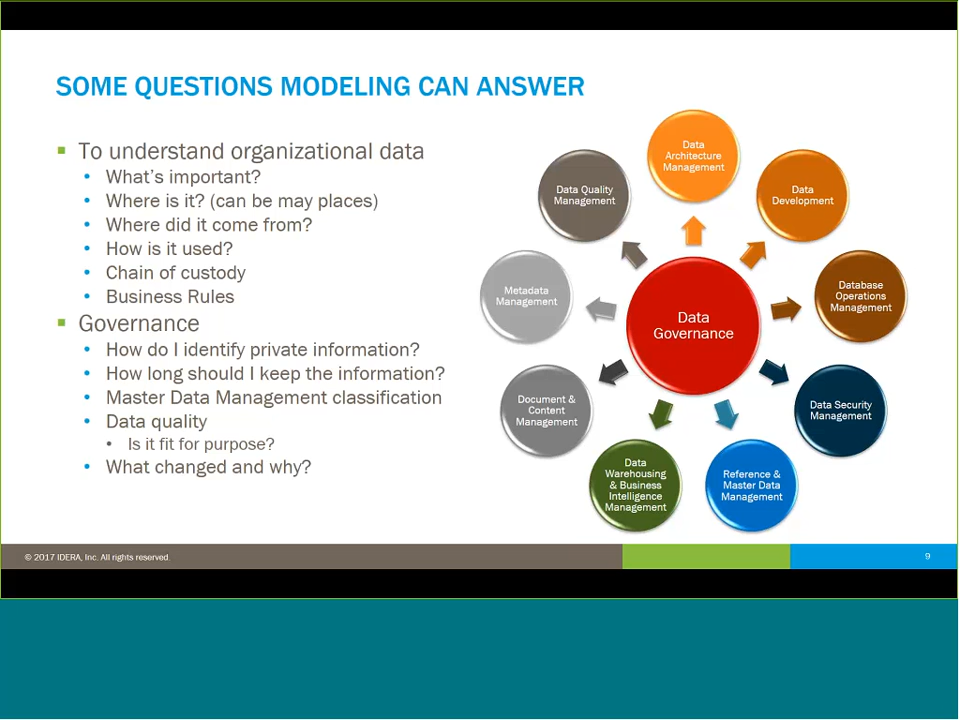 SOME QUESTIONS MODELING CAN ANSWER
To understand organizational data
What's important?
Where is it? (can be may places)
Where did it come from?
How is it used?
Chain of custody
Business Rules
Governance
How do I identify private information?
How long should I keep the information?
Master Data Management classification
Data quality
Is it fit for purpose?
What changed and why?
Data
Architecture
Management
Data
Development
Database
Operations
Management
Data Security
Management
Reference &
Master Data
Management
Data
Warehousing
& Business
Intelligence
Management
Document &
Content
Management
Metadata
Management
Data Quality
Management
Data
Governance
© 2017 IDERA, Inc. All rights reserved.
9